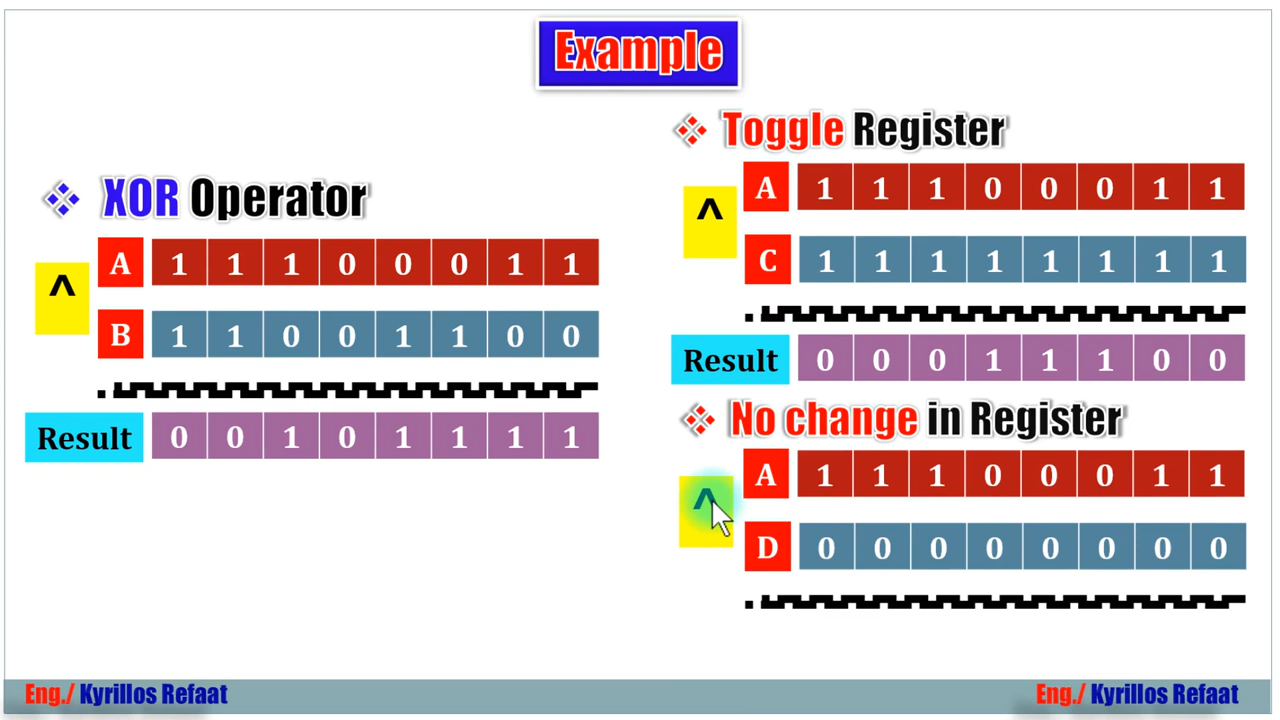 Example
XOR Operator
^
A 1 1 1 0 0 0 1 1
B 1 1 0 0 1 1 0 0
Result 0 0 1 0 1 1 1 1
Toggle Register
^
A 1 1 1 0 0 0 1 1
C 1 1 1 1 1 1 1 1
Result 0 0 0 1 1 1 0 0
No change in Register
^
A 1 1 1 0 0 0 1 1
D 0 0 0 0 0 0 0 0
Eng./ Kyrillos Refaat
Eng./ Kyrillos Refaat